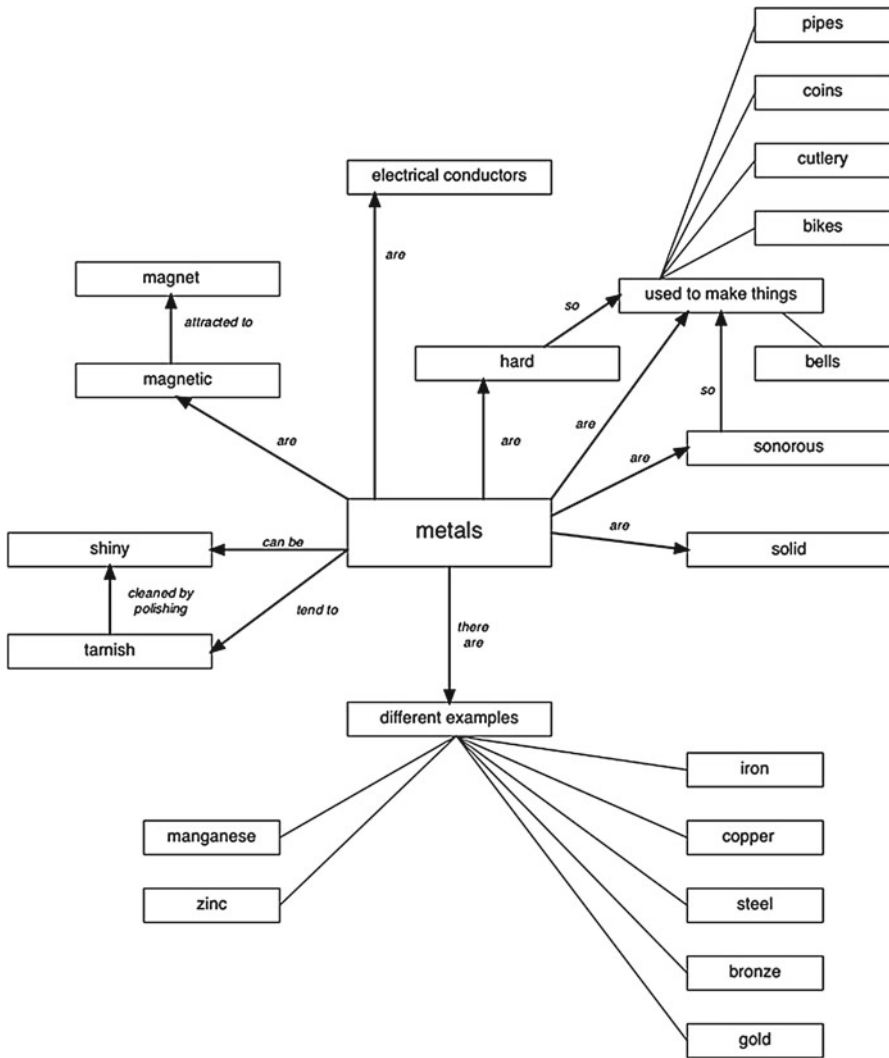 pipes
coins
cutlery
bikes
electrical conductors
are
magnet
used to make things
so
attracted to
hard
bells
magnetic
so
are
are
are
are
sonorous
are
metals
are
solid
shiny
can be
cleaned by
polishing
tend to
tarnish
there
are
different examples
iron
manganese
copper
zinc
steel
bronze
gold